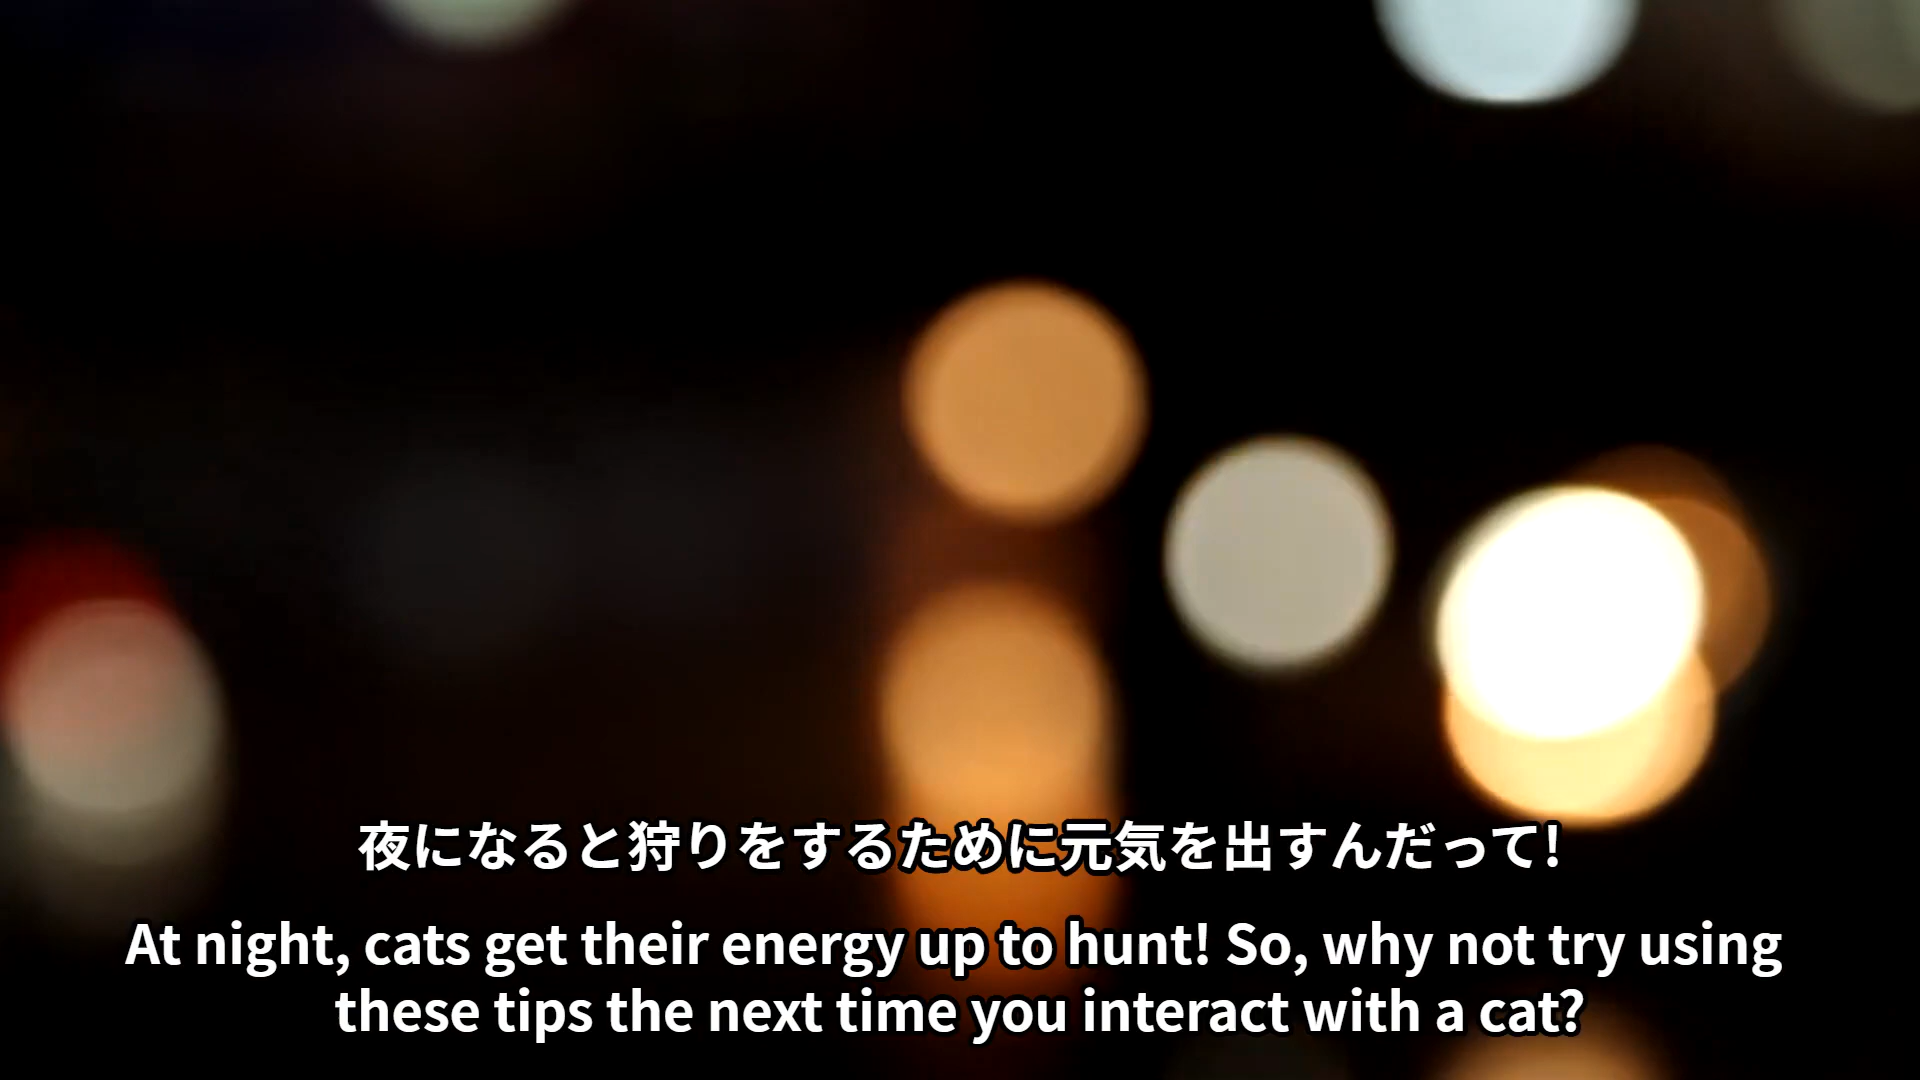 夜になると狩りをするために元気を出すんだって!
At night, cats get their energy up to hunt! So, why not try using
these tips the next time you interact with a cat?